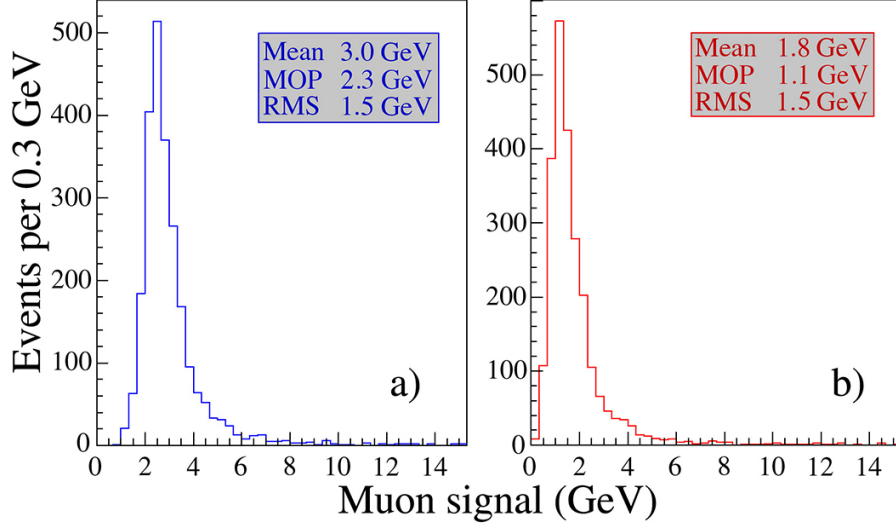 Events per 0.3 GeV
500
400
300
200
100
0
Mean 3.0 GeV
MOP 2.3 GeV
RMS 1.5 GeV
a)
0 2 4 6 8 10 12 14
500
400
300
200
100
0
Mean 1.8 GeV
MOP 1.1 GeV
RMS 1.5 GeV
b)
0 2 4 6 8 10 12 14
Muon signal (GeV)